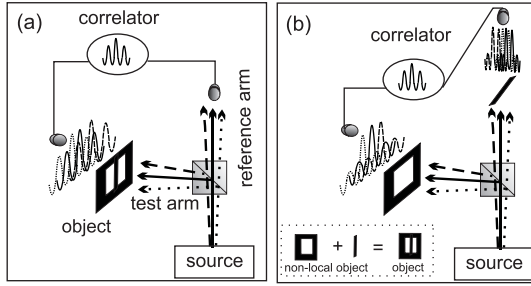 (a)
correlator
reference arm
object
test arm
source
(b)
correlator
+ =
non-local object
object
source